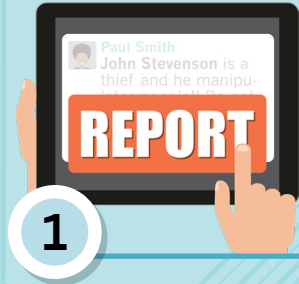 Paul Smith
John Stevenson is a
thief and he manipu-
REPORT
1